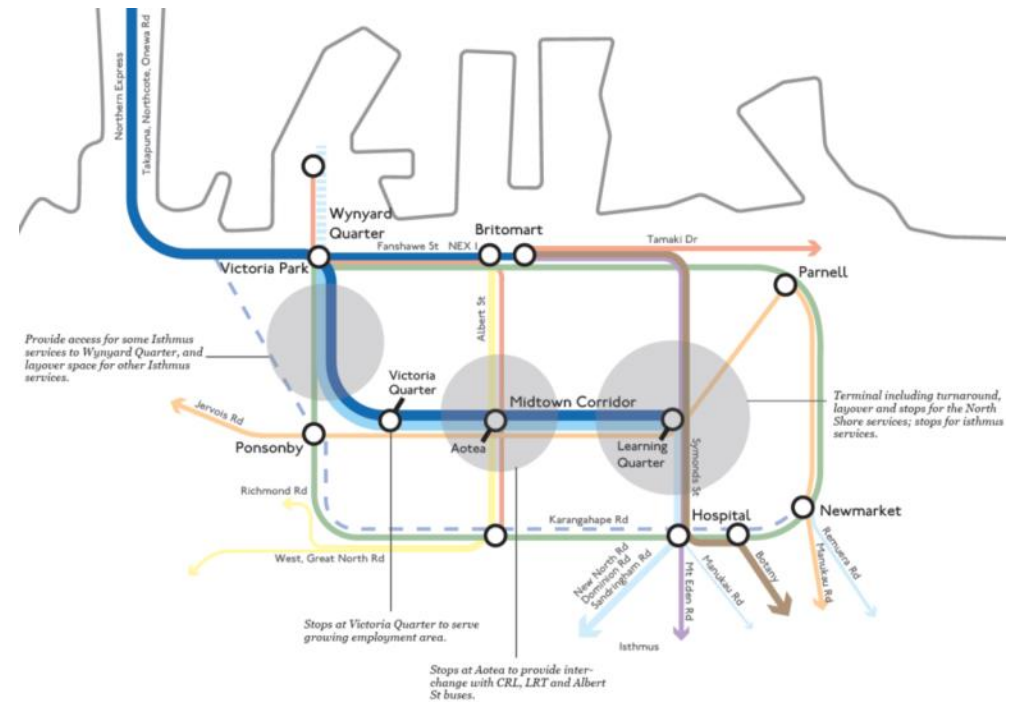 Northern Express
Takapuna, Northcote, Onewa Rd
Wynyard
Quarter
Britomart
Fanshawe St NEX 1
Tamaki Dr
Victoria Park
Parnell
Albert St
Provide access for some Isthmus
services to Wynyard Quarter, and
layover space for other Isthmus
services.
Victoria
Quarter
Midtown Corridor
Terminal including turnaround,
layover and stops for the North
Shore services; stops for isthmus
services.
Jervois Rd
Ponsonby
Aotea
Learning
Quarter
Symonds St
Richmond Rd
Karangahape Rd
Hospital
Newmarket
West, Great North Rd
New North Rd
Dominion Rd
Sandringham Rd
Mt Eden Rd
Manukau Rd
Botany
Manukau Rd
Remuera Rd
Stops at Victoria Quarter to serve
growing employment area.
Isthmus
Stops at Aotea to provide inter-
change with CRL, LRT and Albert
St buses.